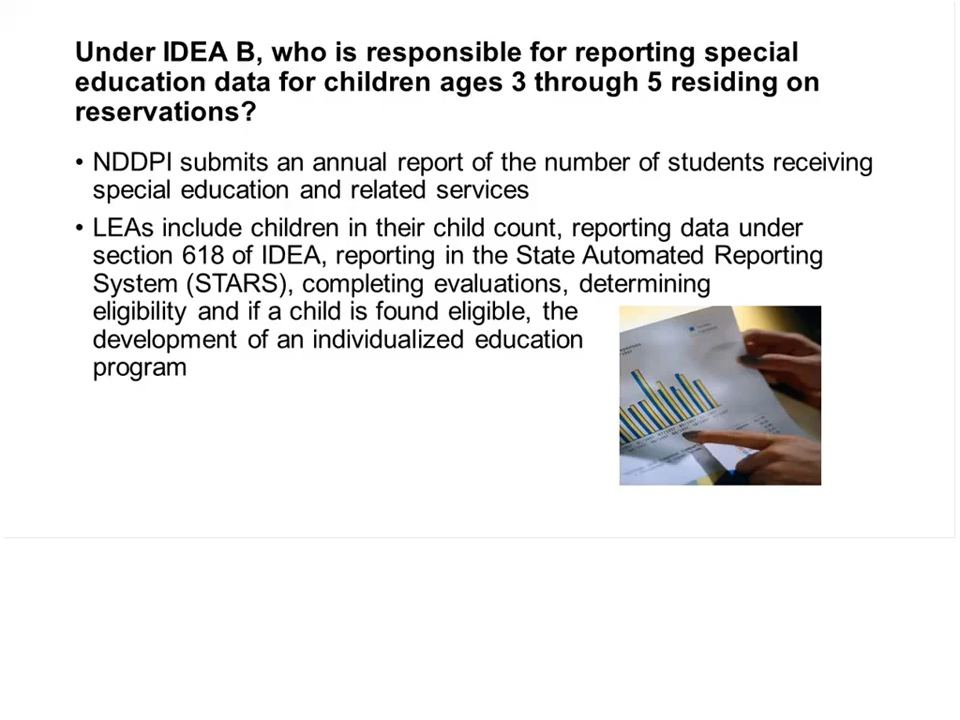 Under IDEA B, who is responsible for reporting special
education data for children ages 3 through 5 residing on
reservations?
• NDDPI submits an annual report of the number of students receiving
special education and related services
• LEAs include children in their child count, reporting data under
section 618 of IDEA, reporting in the State Automated Reporting
System (STARS), completing evaluations, determining
eligibility and if a child is found eligible, the
development of an individualized education
program